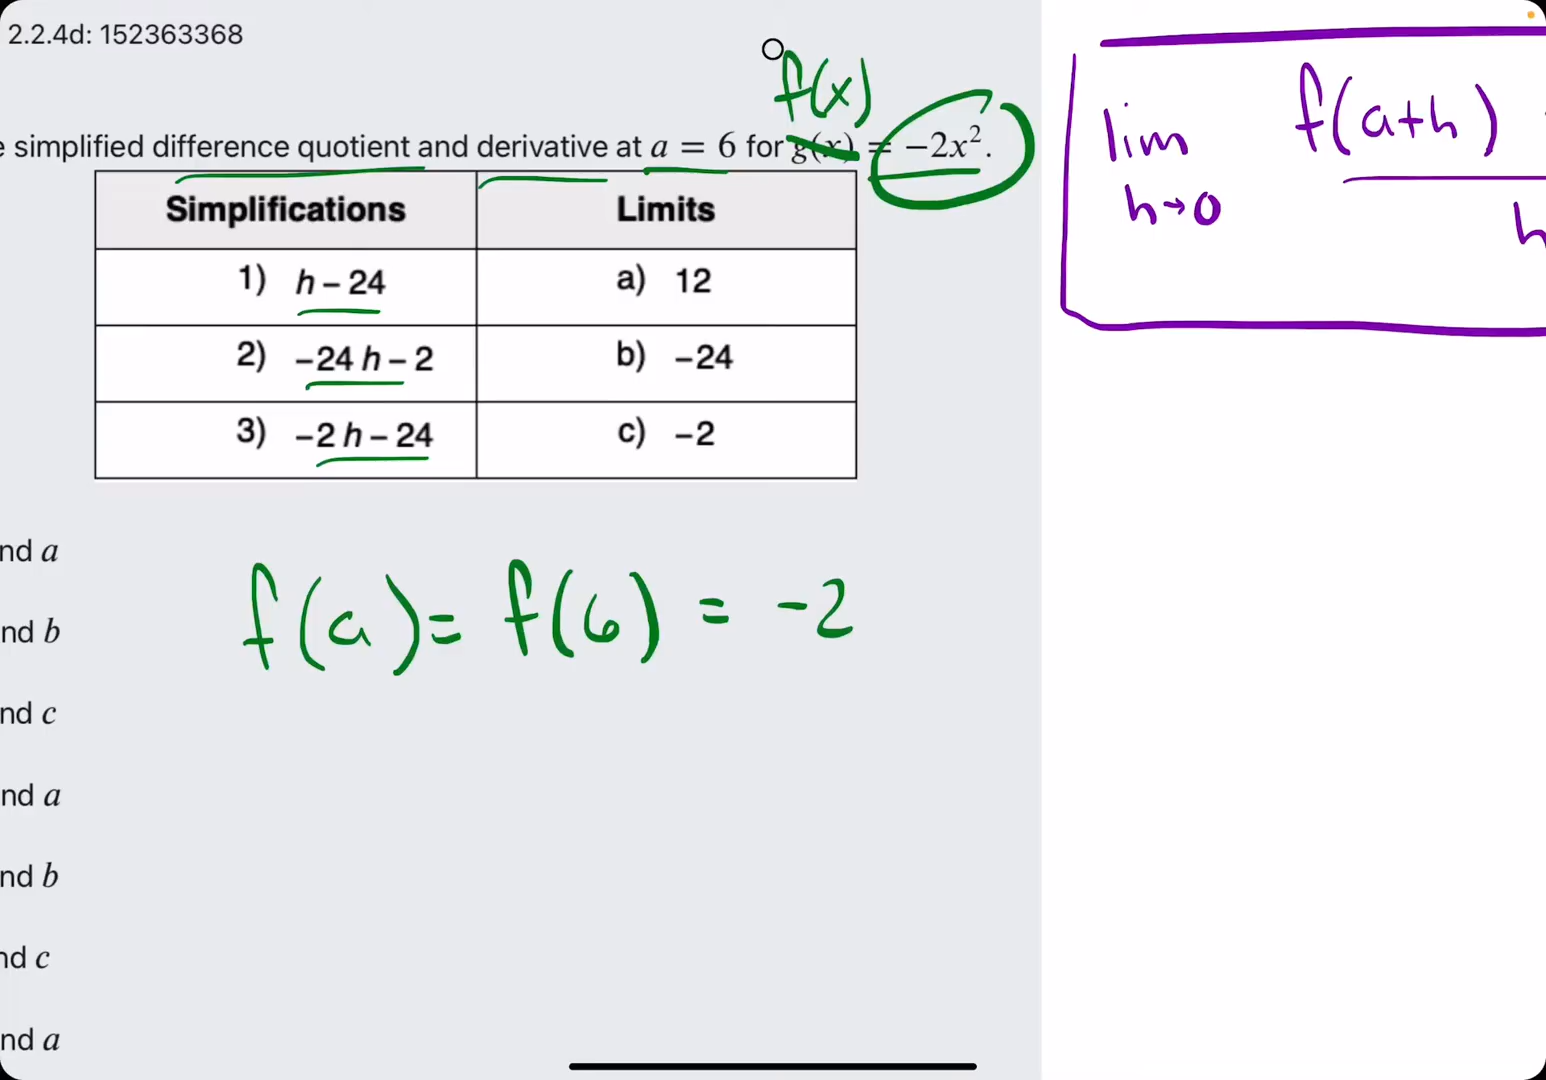 2.2.4d: 152363368
f(x)
simplified difference quotient and derivative at a = 6 for g(x) = −2x².
Simplifications Limits
1) h – 24 a) 12
2) –24 h – 2 b) –24
3) –2 h – 24 c) –2
nd a
nd b
nd c
nd a
nd b
nd c
nd a
f(a) = f(6) = -2
lim h→0 f(a+h)
h